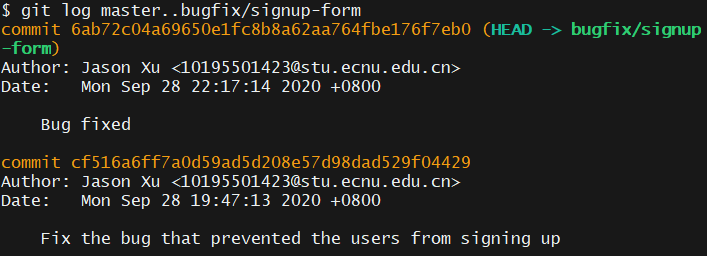 $ git log master..bugfix/signup-form
commit 6ab72c04a69650e1fc8b8a62aa764fbe176f7eb0 (HEAD -> bugfix/signup
-form)
Author: Jason Xu <10195501423@stu.ecnu.edu.cn>
Date:   Mon Sep 28 22:17:14 2020 +0800
    Bug fixed
commit cf516a6ff7a0d59ad5d208e57d98dad529f04429
Author: Jason Xu <10195501423@stu.ecnu.edu.cn>
Date:   Mon Sep 28 19:47:13 2020 +0800
    Fix the bug that prevented the users from signing up